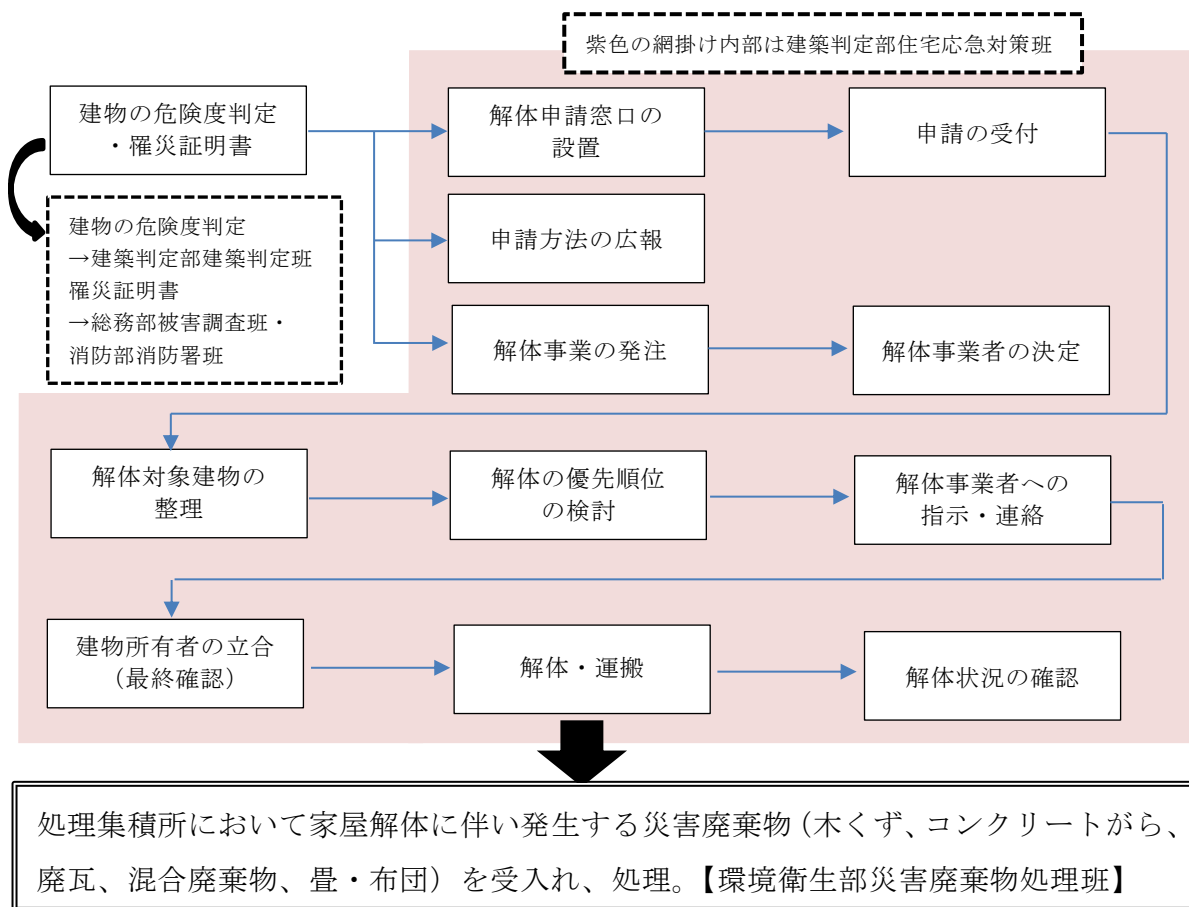 紫色の網掛け内部は建築判定部住宅応急対策班
建物の危険度判定
・罹災証明書
解体申請窓口の
設置
申請の受付
建物の危険度判定
→建築判定部建築判定班
罹災証明書
→総務部被害調査班・
消防部消防署班
申請方法の広報
解体事業の発注
解体事業者の決定
解体対象建物の
整理
解体の優先順位
の検討
解体事業者への
指示・連絡
建物所有者の立合
(最終確認)
解体・運搬
解体状況の確認
処理集積所において家屋解体に伴い発生する災害廃棄物(木くず、コンクリートがら、
廃瓦、混合廃棄物、畳・布団)を受入れ、処理。【環境衛生部災害廃棄物処理班】